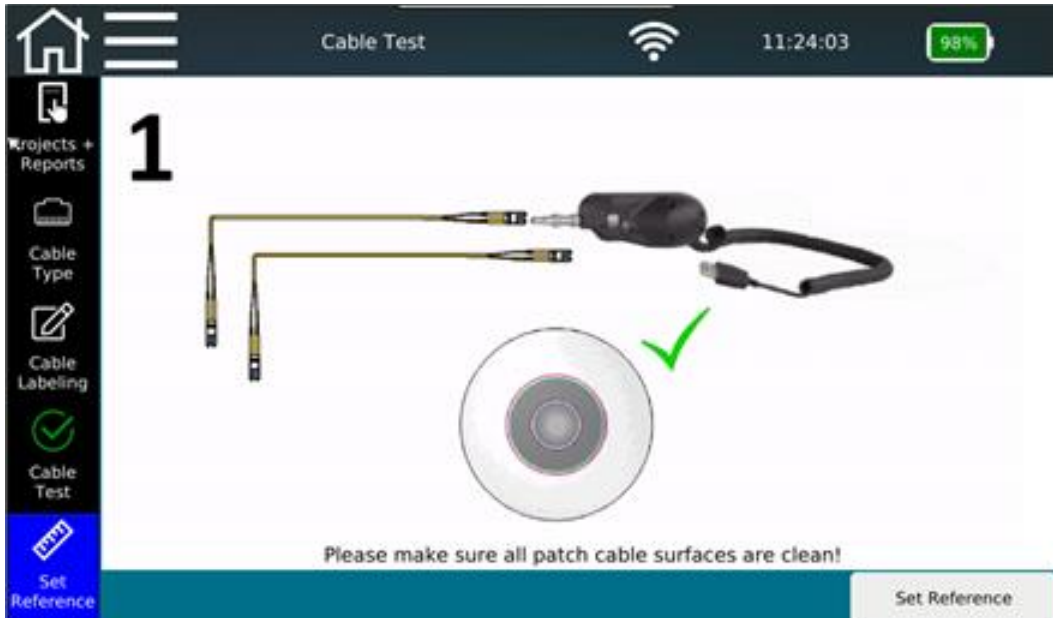 Cable Test
11:24:03
98%
Projects +
Reports
1
Cable
Type
Cable
Labeling
Cable
Test
Please make sure all patch cable surfaces are clean!
Set
Reference
Set Reference